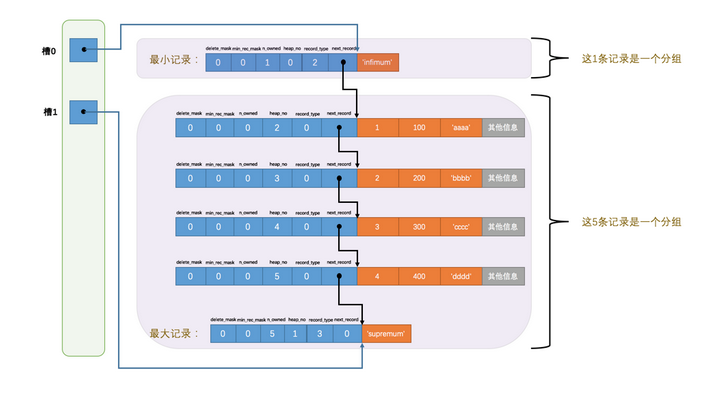 delete_mask min_rec_mask n_owned heap_no record_type next_record
槽0 最小记录： 0 0 1 0 2 'infimum' 这1条记录是一个分组
槽1
delete_mask min_rec_mask n_owned heap_no record_type next_record
0 0 0 2 0 1 100 'aaaa' 其他信息
delete_mask min_rec_mask n_owned heap_no record_type next_record
0 0 0 3 0 2 200 'bbbb' 其他信息
delete_mask min_rec_mask n_owned heap_no record_type next_record
0 0 0 4 0 3 300 'cccc' 其他信息
这5条记录是一个分组
delete_mask min_rec_mask n_owned heap_no record_type next_record
0 0 0 5 0 4 400 'dddd' 其他信息
delete_mask min_rec_mask n_owned heap_no record_type next_record
最大记录： 0 0 5 1 3 0 'supremum'